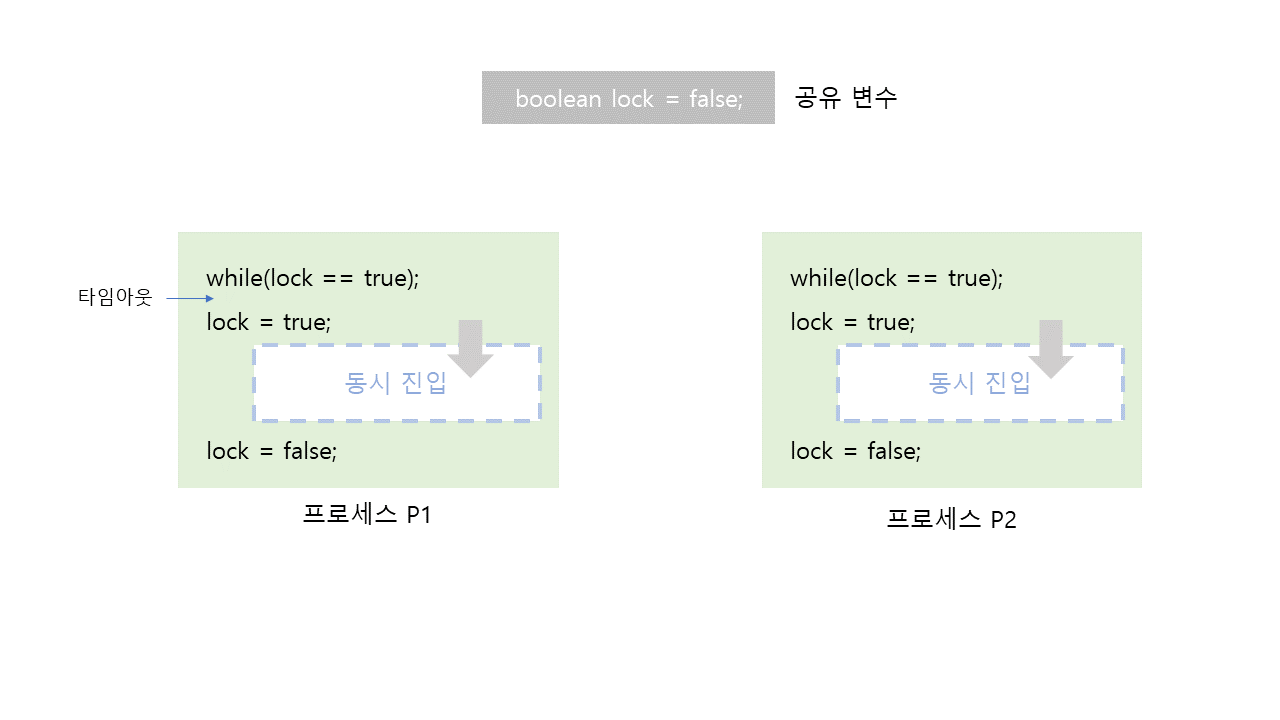 boolean lock = false; 공유 변수
while(lock == true);
타임아웃
lock = true;
동시 진입
lock = false;
프로세스 P1
while(lock == true);
lock = true;
동시 진입
lock = false;
프로세스 P2